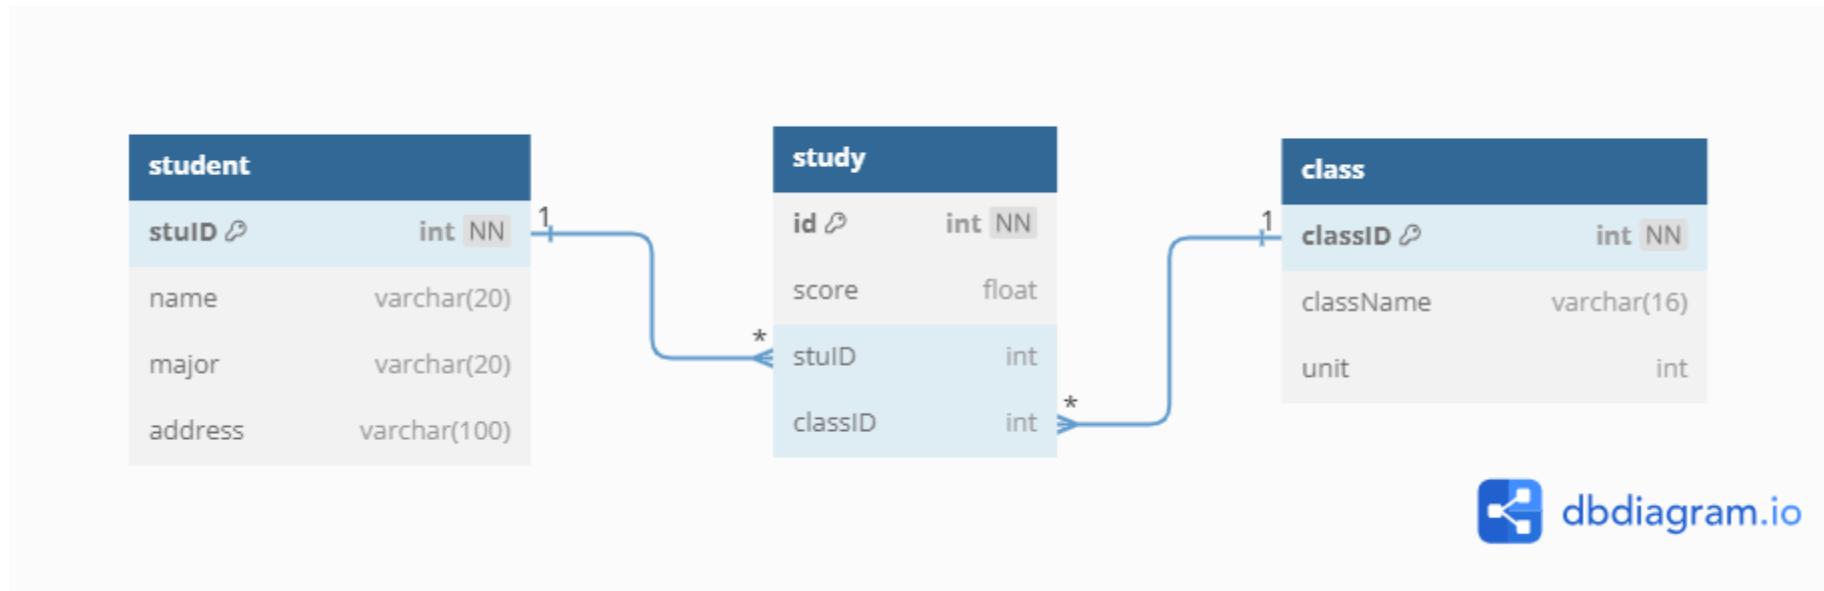 student
stuID int NN
name varchar(20)
major varchar(20)
address varchar(100)
1
*
study
id int NN
score float
stuID int
classID int
*
1
class
classID int NN
className varchar(16)
unit int
dbdiagram.io